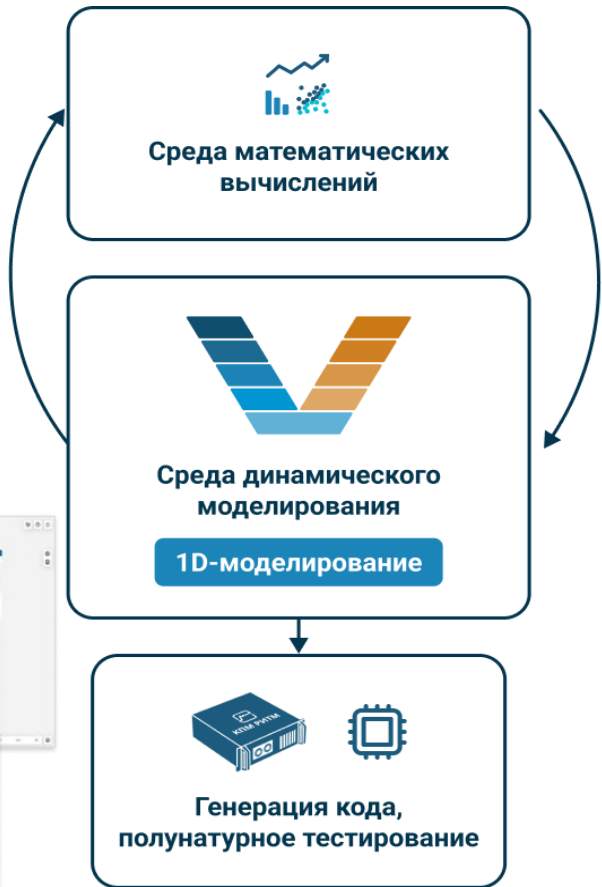 Среда математических
вычислений
Среда динамического
моделирования
1D-моделирование
КПМ РИТМ
Генерация кода,
полунатурное тестирование